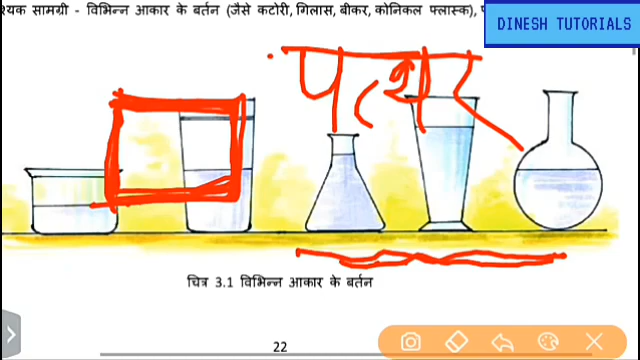 श्यक सामग्री - विभिन्न आकार के बर्तन (जैसे कटोरी, गिलास, बीकर, कोनिकल फ्लास्क), प
DINESH TUTORIALS
पत्थर
चित्र 3.1 विभिन्न आकार के बर्तन
22